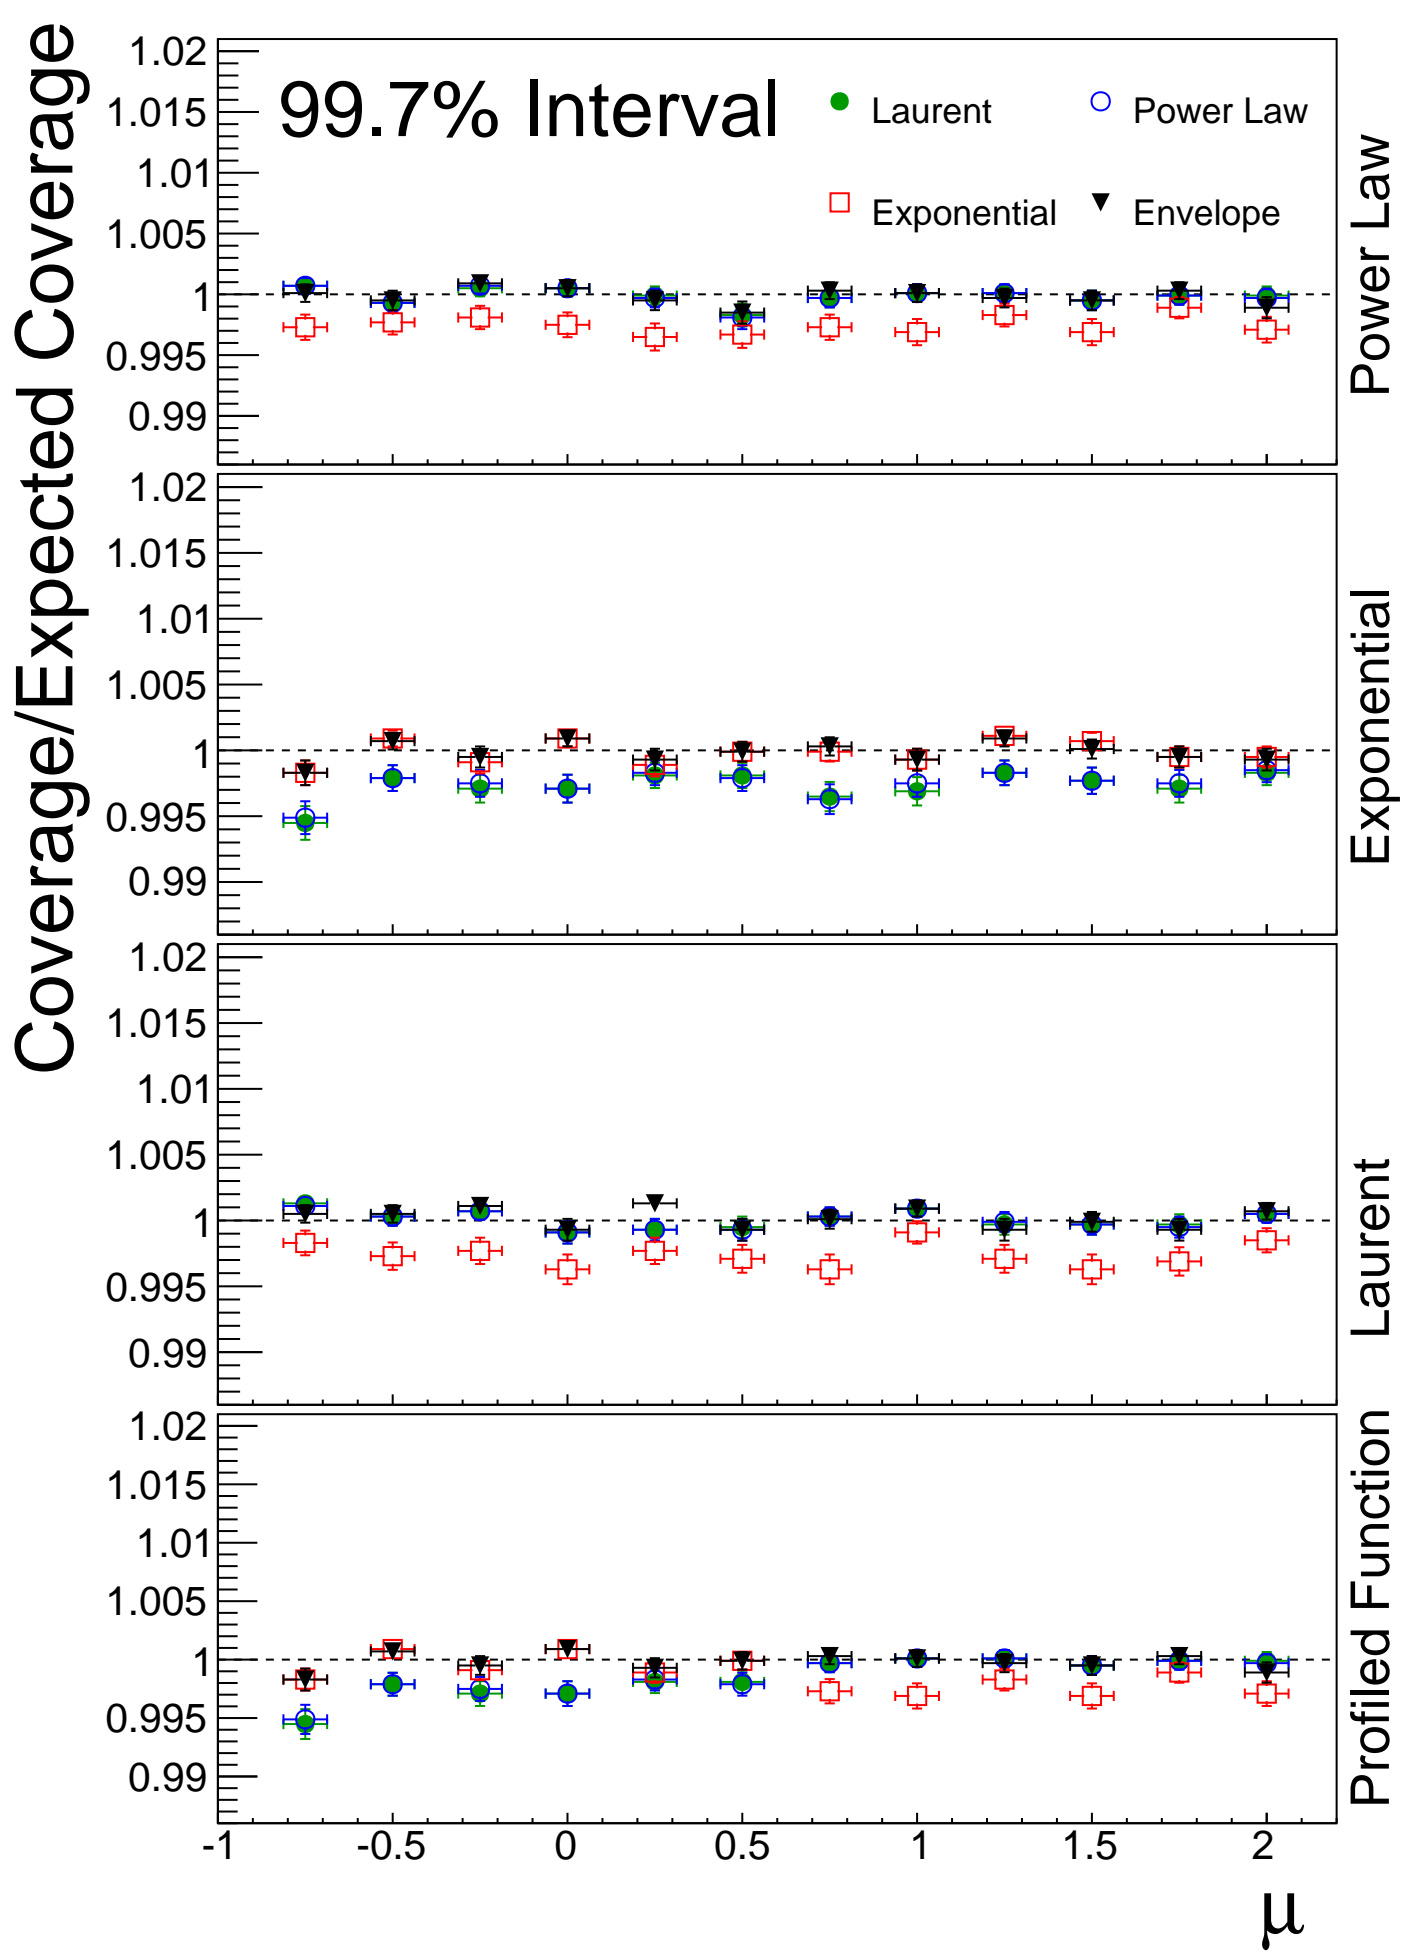 Coverage/Expected Coverage
99.7% Interval
Laurent
Power Law
Exponential
Envelope
1.02
1.015
1.01
1.005
1
0.995
0.99
Power Law
1.02
1.015
1.01
1.005
1
0.995
0.99
Exponential
1.02
1.015
1.01
1.005
1
0.995
0.99
Laurent
1.02
1.015
1.01
1.005
1
0.995
0.99
Profiled Function
-1 -0.5 0 0.5 1 1.5 2
μ